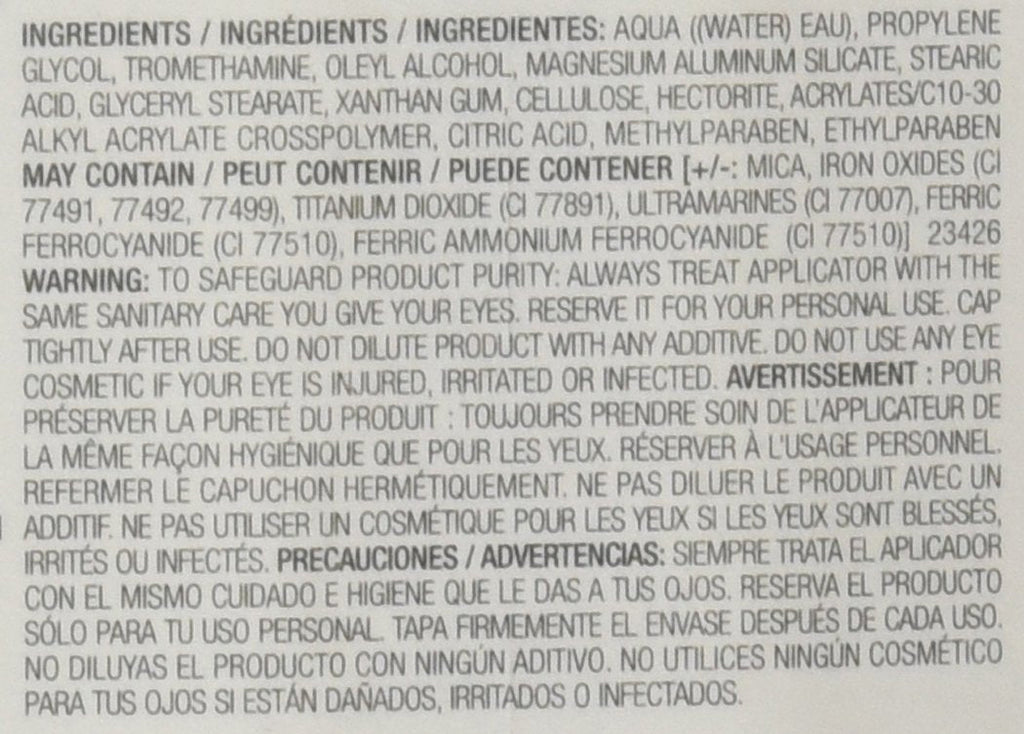 INGREDIENTS / INGRÉDIENTS / INGREDIENTES: AQUA ((WATER) EAU), PROPYLENE
GLYCOL, TROMETHAMINE, OLEYL ALCOHOL, MAGNESIUM ALUMINUM SILICATE, STEARIC
ACID, GLYCERYL STEARATE, XANTHAN GUM, CELLULOSE, HECTORITE, ACRYLATES/C10-30
ALKYL ACRYLATE CROSSPOLYMER, CITRIC ACID, METHYLPARABEN, ETHYLPARABEN
MAY CONTAIN / PEUT CONTENIR / PUEDE CONTENER [+/-: MICA, IRON OXIDES (CI
77491, 77492, 77499), TITANIUM DIOXIDE (CI 77891), ULTRAMARINES (CI 77007), FERRIC
FERROCYANIDE (CI 77510), FERRIC AMMONIUM FERROCYANIDE (CI 77510)] 23426
WARNING: TO SAFEGUARD PRODUCT PURITY: ALWAYS TREAT APPLICATOR WITH THE
SAME SANITARY CARE YOU GIVE YOUR EYES. RESERVE IT FOR YOUR PERSONAL USE. CAP
TIGHTLY AFTER USE. DO NOT DILUTE PRODUCT WITH ANY ADDITIVE. DO NOT USE ANY EYE
COSMETIC IF YOUR EYE IS INJURED, IRRITATED OR INFECTED. AVERTISSEMENT : POUR
PRÉSERVER LA PURETÉ DU PRODUIT : TOUJOURS PRENDRE SOIN DE L'APPLICATEUR DE
LA MÊME FAÇON HYGIÉNIQUE QUE POUR LES YEUX. RÉSERVER À L'USAGE PERSONNEL.
REFERMER LE CAPUCHON HERMÉTIQUEMENT. NE PAS DILUER LE PRODUIT AVEC UN
ADDITIF. NE PAS UTILISER UN COSMÉTIQUE POUR LES YEUX SI LES YEUX SONT BLESSÉS,
IRRITÉS OU INFECTÉS. PRECAUCIONES / ADVERTENCIAS: SIEMPRE TRATA EL APLICADOR
CON EL MISMO CUIDADO E HIGIENE QUE LE DAS A TUS OJOS. RESERVA EL PRODUCTO
SÓLO PARA TU USO PERSONAL. TAPA FIRMEMENTE EL ENVASE DESPUÉS DE CADA USO.
NO DILUYAS EL PRODUCTO CON NINGÚN ADITIVO. NO UTILICES NINGÚN COSMÉTICO
PARA TUS OJOS SI ESTÁN DAÑADOS, IRRITADOS O INFECTADOS.